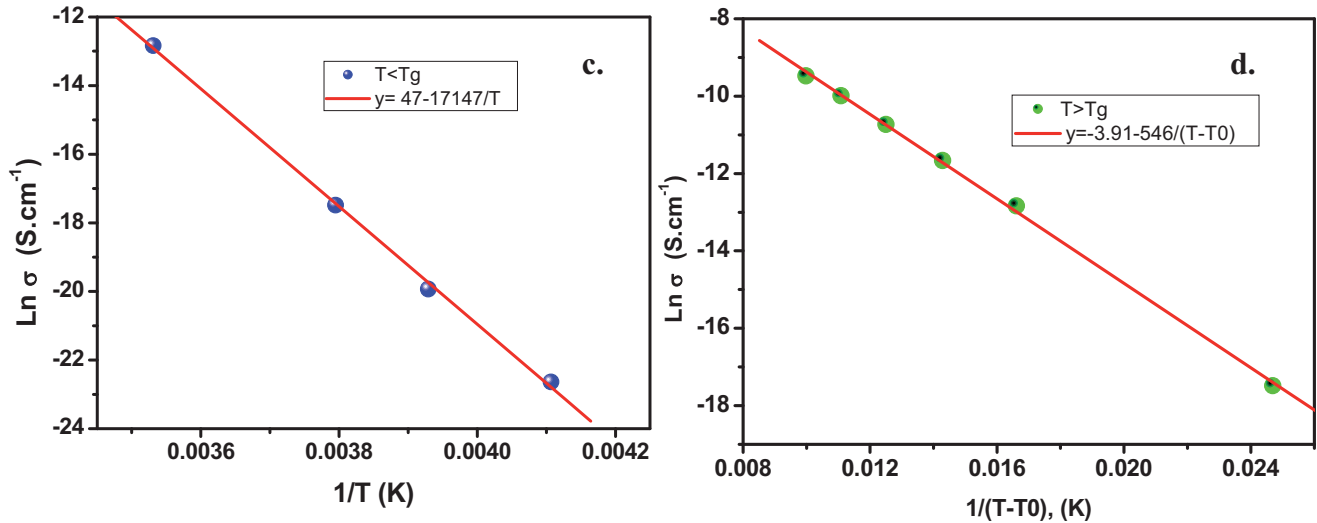 -12
-14
-16
-18
-20
-22
-24
Ln σ (S.cm⁻¹)
c.
T<Tg
y= 47-17147/T
0.0036
0.0038
0.0040
0.0042
1/T (K)
-8
-10
-12
-14
-16
-18
Ln σ (S.cm⁻¹)
d.
T>Tg
y=-3.91-546/(T-T0)
0.008
0.012
0.016
0.020
0.024
1/(T-T0), (K)